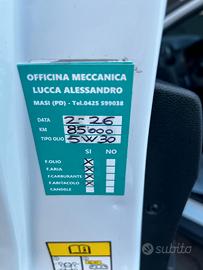 OFFICINA MECCANICA
LUCCA ALESSANDRO
MASI (PD) - Tel.0425 599038
DATA 2-26
KM 85000
TIPO OLIO 5W30
SI NO
F.OLIO X
F.ARIA X
F.CARBURANTE X
F.ABITACOLO X
CANDELE
subito